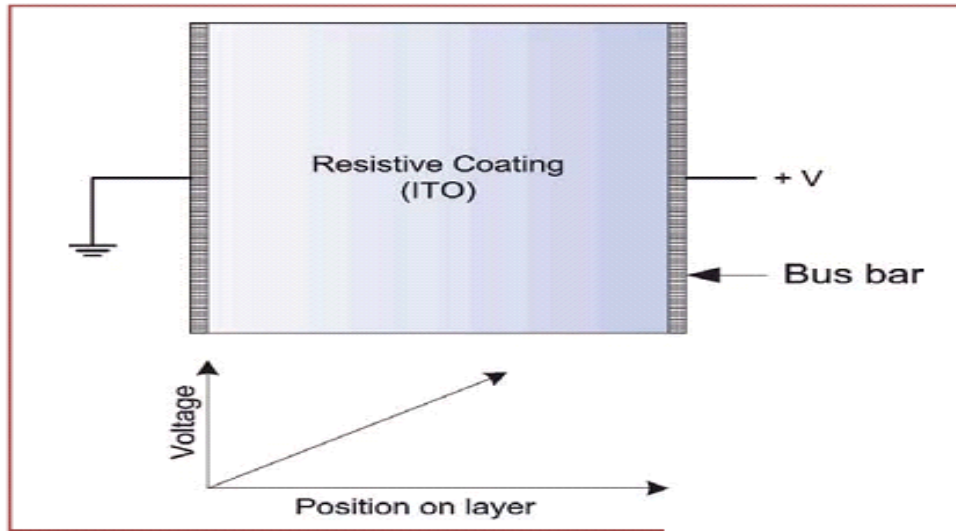 Resistive Coating
(ITO)
+ V
Bus bar
Voltage
Position on layer